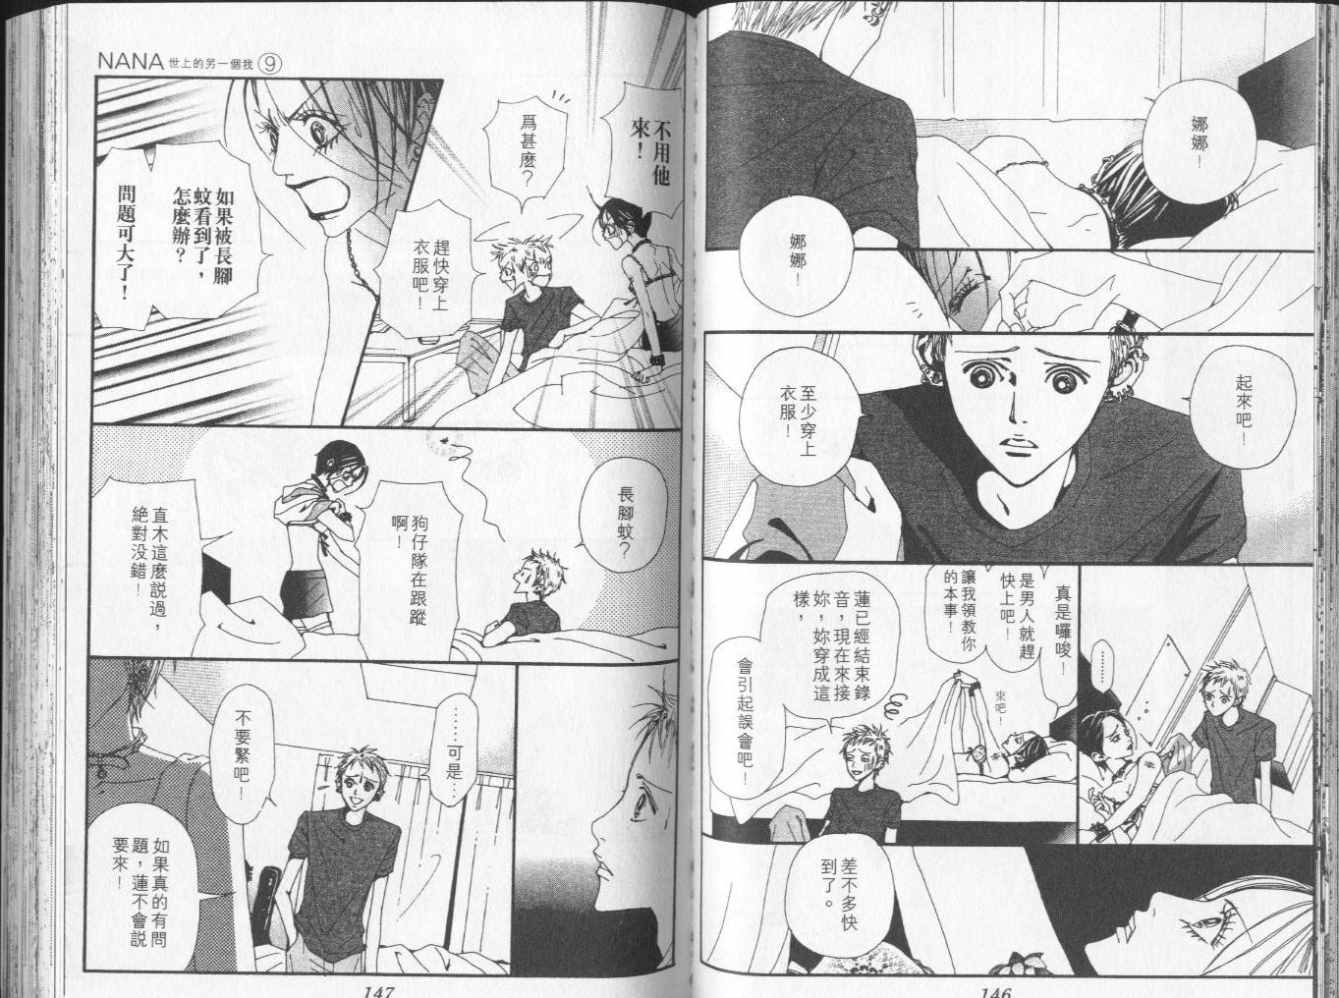 娜娜！
娜娜！
起來吧！
至少穿上
衣服！
……
真是囉唆！
是男人就趕
快上吧！
讓我領教你
的本事！
來吧！
蓮已經結束錄
音，現在來接
妳，妳穿成這
樣，
會引起誤會吧！
差不多快
到了。
146
NANA 世上的另一個我 ⑨
不用他
來！
爲甚麽？
趕快穿上
衣服吧！
如果被長腳
蚊看到了，
怎麼辦？
問題可大了！
長腳蚊？
狗仔隊在跟蹤
啊！
直木這麽説過，
絕對没錯！
……可是…
不要緊吧！
如果真的有問
題，蓮不會説
要來！
147